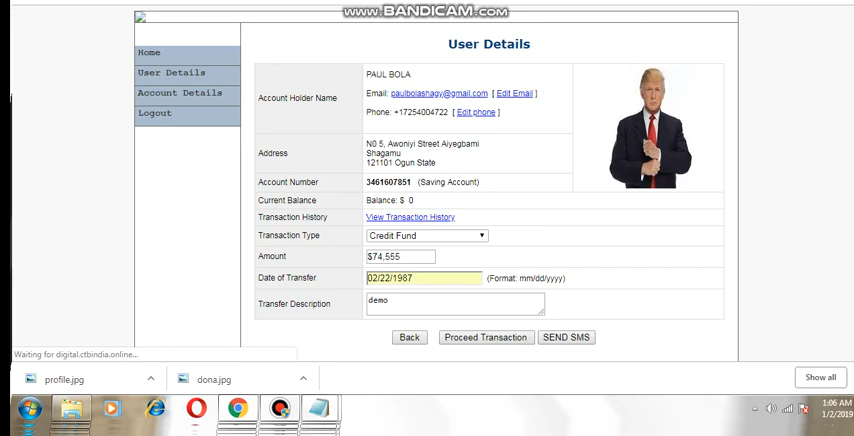 WWW.BANDICAM.COM
User Details
Home
User Details
Account Details
Logout
Account Holder Name
PAUL BOLA
Email: paulbolashagy@gmail.com [ Edit Email ]
Phone: +17254004722 [ Edit phone ]
Address
N0.5, Awoniyi Street Aiyegbami
Shagamu
121101 Ogun State
Account Number 3461607851 (Saving Account)
Current Balance Balance: $ 0
Transaction History View Transaction History
Transaction Type Credit Fund
Amount $74,555
Date of Transfer 02/22/1987 (Format: mm/dd/yyyy)
Transfer Description demo
Back Proceed Transaction SEND SMS
Waiting for digital.ctbindia.online...
profile.jpg dona.jpg Show all
1:06 AM
1/2/2019